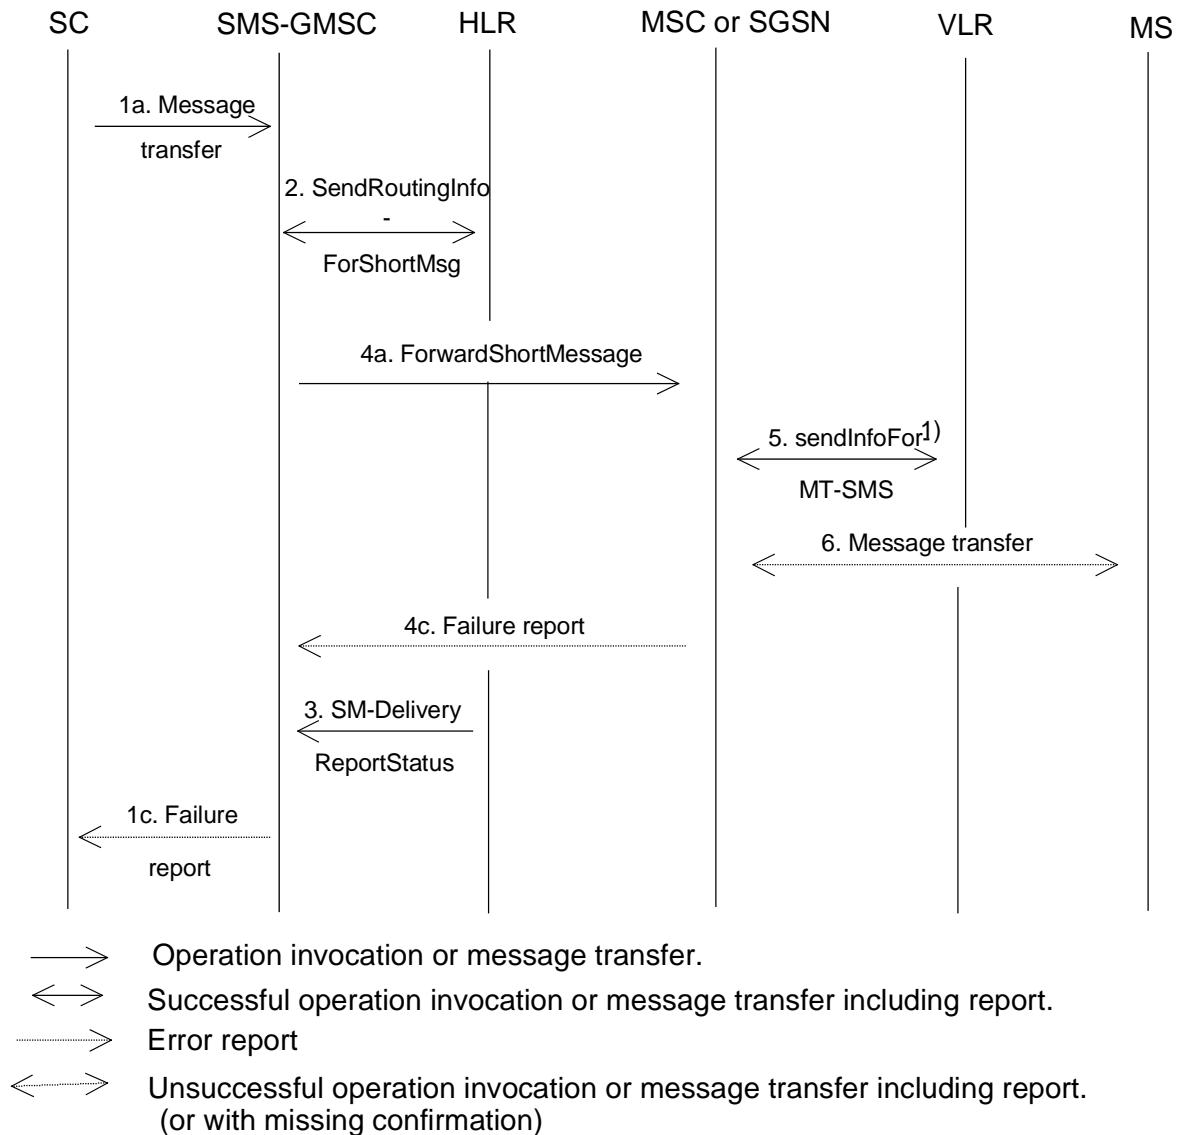 SC SMS-GMSC HLR MSC or SGSN VLR MS
1a. Message
transfer
2. SendRoutingInfo
-
ForShortMsg
4a. ForwardShortMessage
5. sendInfoFor- 1)
MT-SMS
6. Message transfer
4c. Failure report
3. SM-Delivery
ReportStatus
1c. Failure
report
Operation invocation or message transfer.
Successful operation invocation or message transfer including report.
Error report
Unsuccessful operation invocation or message transfer including report.
(or with missing confirmation)